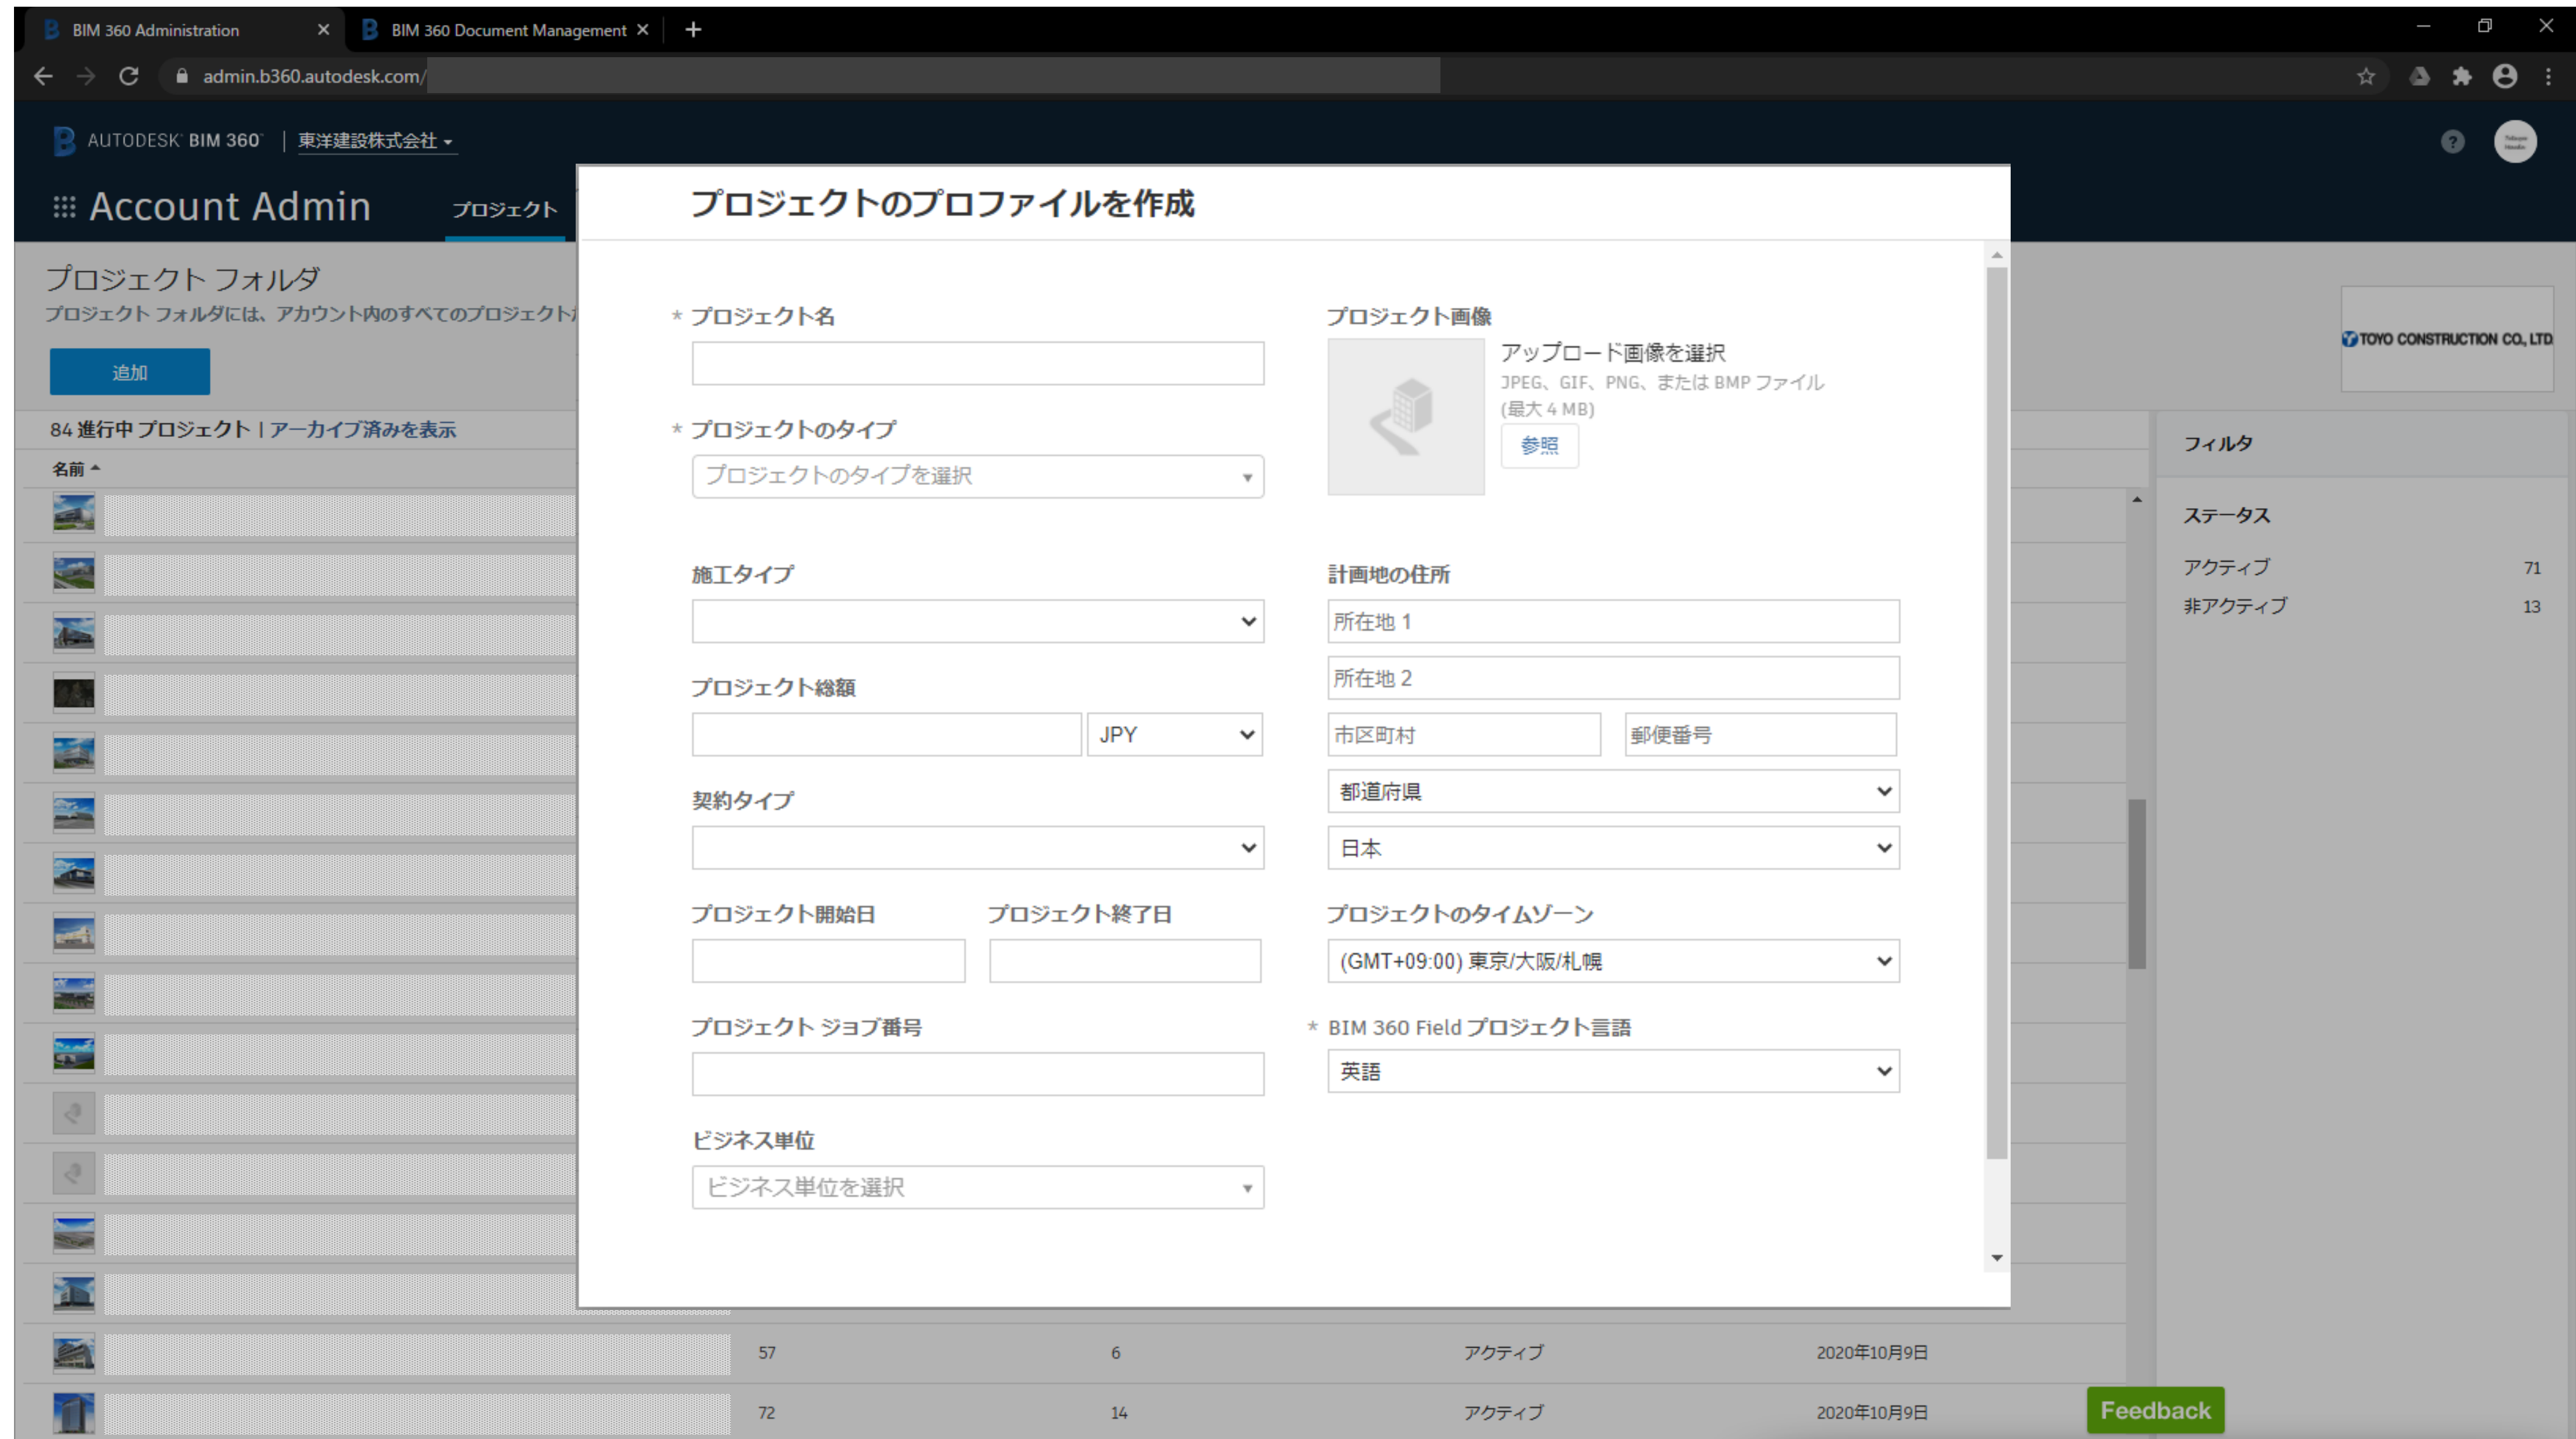 BIM 360 Administration
BIM 360 Document Manag
admin.b360.autodesk.com/
AUTODESK BIM 360 | 東洋建設株式会社
Account Admin
プロジェクト
プロジェクト フォルダ
プロジェクト フォルダには、アカウント内のすべてのプロジェクトが
追加
84 進行中 プロジェクト | アーカイブ済みを表示
名前
プロジェクトのプロファイルを作成
* プロジェクト名
* プロジェクトのタイプ
プロジェクトのタイプを選択
施工タイプ
プロジェクト総額
JPY
契約タイプ
プロジェクト開始日
プロジェクト終了日
プロジェクト ジョブ番号
ビジネス単位
ビジネス単位を選択
プロジェクト画像
アップロード画像を選択
JPEG、GIF、PNG、または BMP ファイル
(最大 4 MB)
参照
計画地の住所
所在地 1
所在地 2
市区町村
郵便番号
都道府県
日本
プロジェクトのタイムゾーン
(GMT+09:00) 東京/大阪/札幌
* BIM 360 Field プロジェクト言語
英語
TOYO CONSTRUCTION CO., LTD
フィルタ
ステータス
アクティブ 71
非アクティブ 13
57 6 アクティブ 2020年10月9日
72 14 アクティブ 2020年10月9日
Feedback